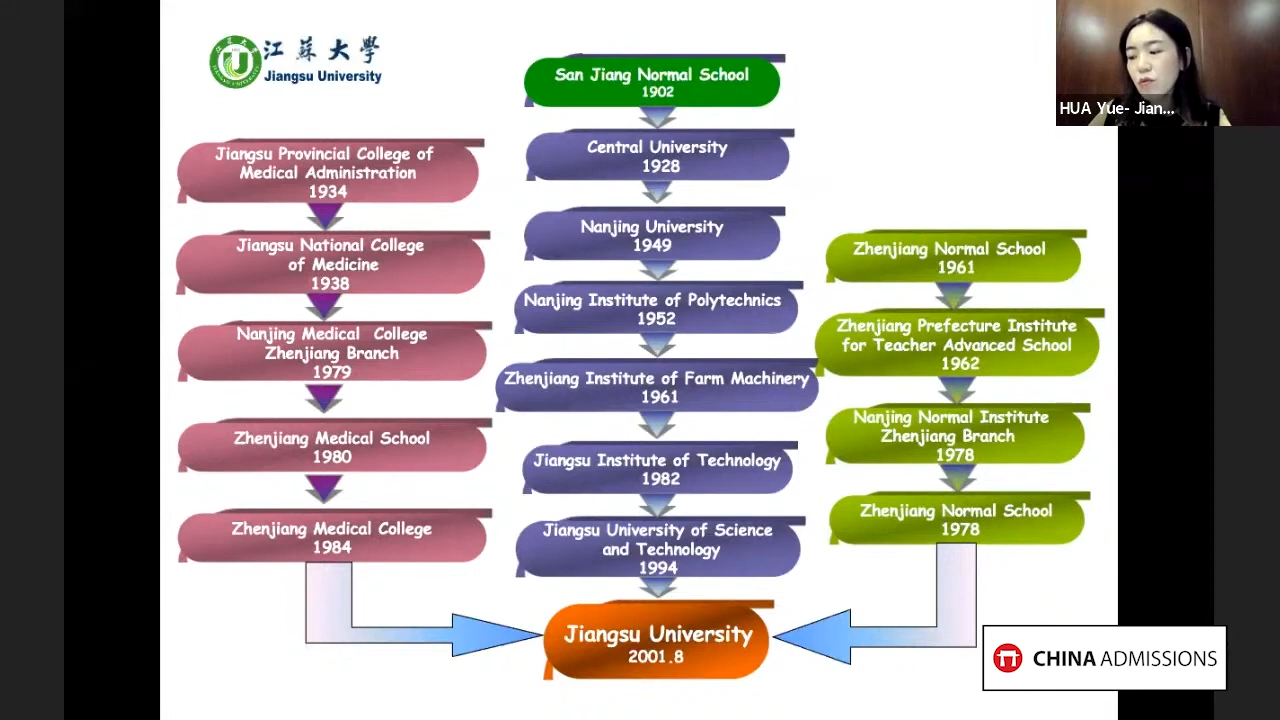 江蘇大學
Jiangsu University
San Jiang Normal School
1902
Central University
1928
Nanjing University
1949
Nanjing Institute of Polytechnics
1952
Zhenjiang Institute of Farm Machinery
1961
Jiangsu Institute of Technology
1982
Jiangsu University of Science
and Technology
1994
Jiangsu Provincial College of
Medical Administration
1934
Jiangsu National College
of Medicine
1938
Nanjing Medical College
Zhenjiang Branch
1979
Zhenjiang Medical School
1980
Zhenjiang Medical College
1984
Zhenjiang Normal School
1961
Zhenjiang Prefecture Institute
for Teacher Advanced School
1962
Nanjing Normal Institute
Zhenjiang Branch
1978
Zhenjiang Normal School
1978
Jiangsu University
2001.8
HUA Yue- Jian...
CHINA ADMISSIONS